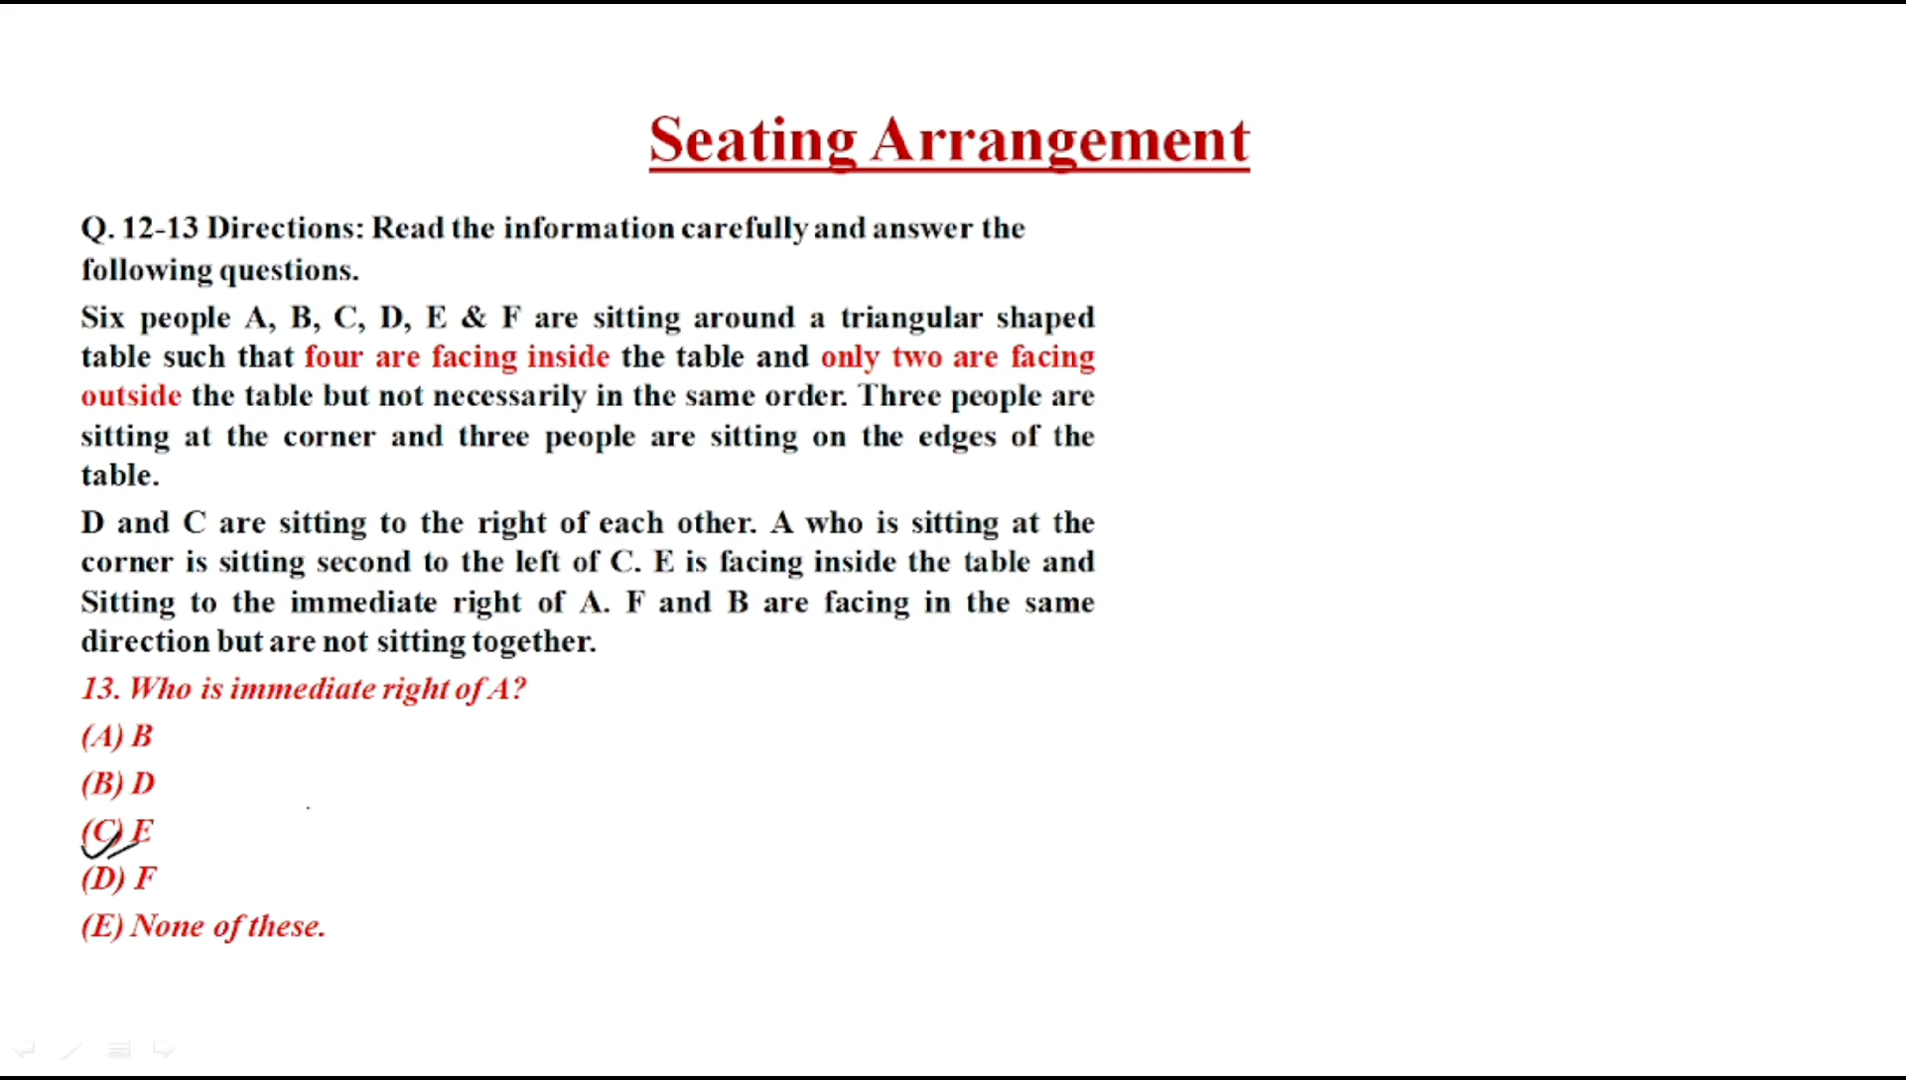 Seating Arrangement
Q. 12-13 Directions: Read the information carefully and answer the
following questions.
Six people A, B, C, D, E & F are sitting around a triangular shaped
table such that four are facing inside the table and only two are facing
outside the table but not necessarily in the same order. Three people are
sitting at the corner and three people are sitting on the edges of the
table.
D and C are sitting to the right of each other. A who is sitting at the
corner is sitting second to the left of C. E is facing inside the table and
Sitting to the immediate right of A. F and B are facing in the same
direction but are not sitting together.
13. Who is immediate right of A?
(A) B
(B) D
(C) E
(D) F
(E) None of these.